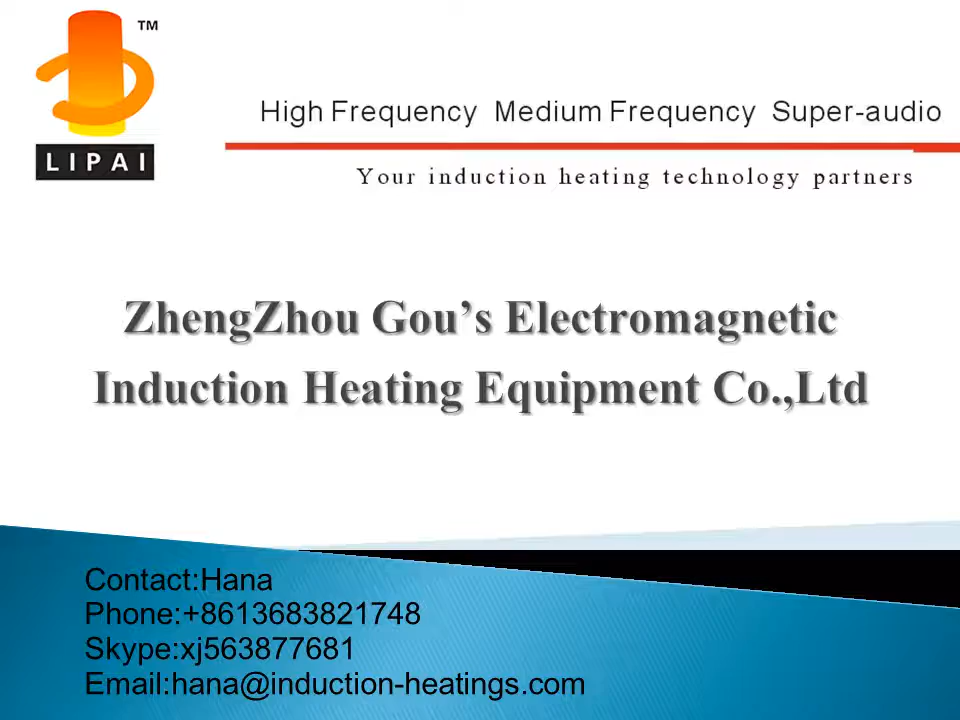 TM
LIPAI
High Frequency Medium Frequency Super-audio
Your induction heating technology partners
ZhengZhou Gou’s Electromagnetic
Induction Heating Equipment Co.,Ltd
Contact:Hana
Phone:+8613683821748
Skype:xj563877681
Email:hana@induction-heatings.com